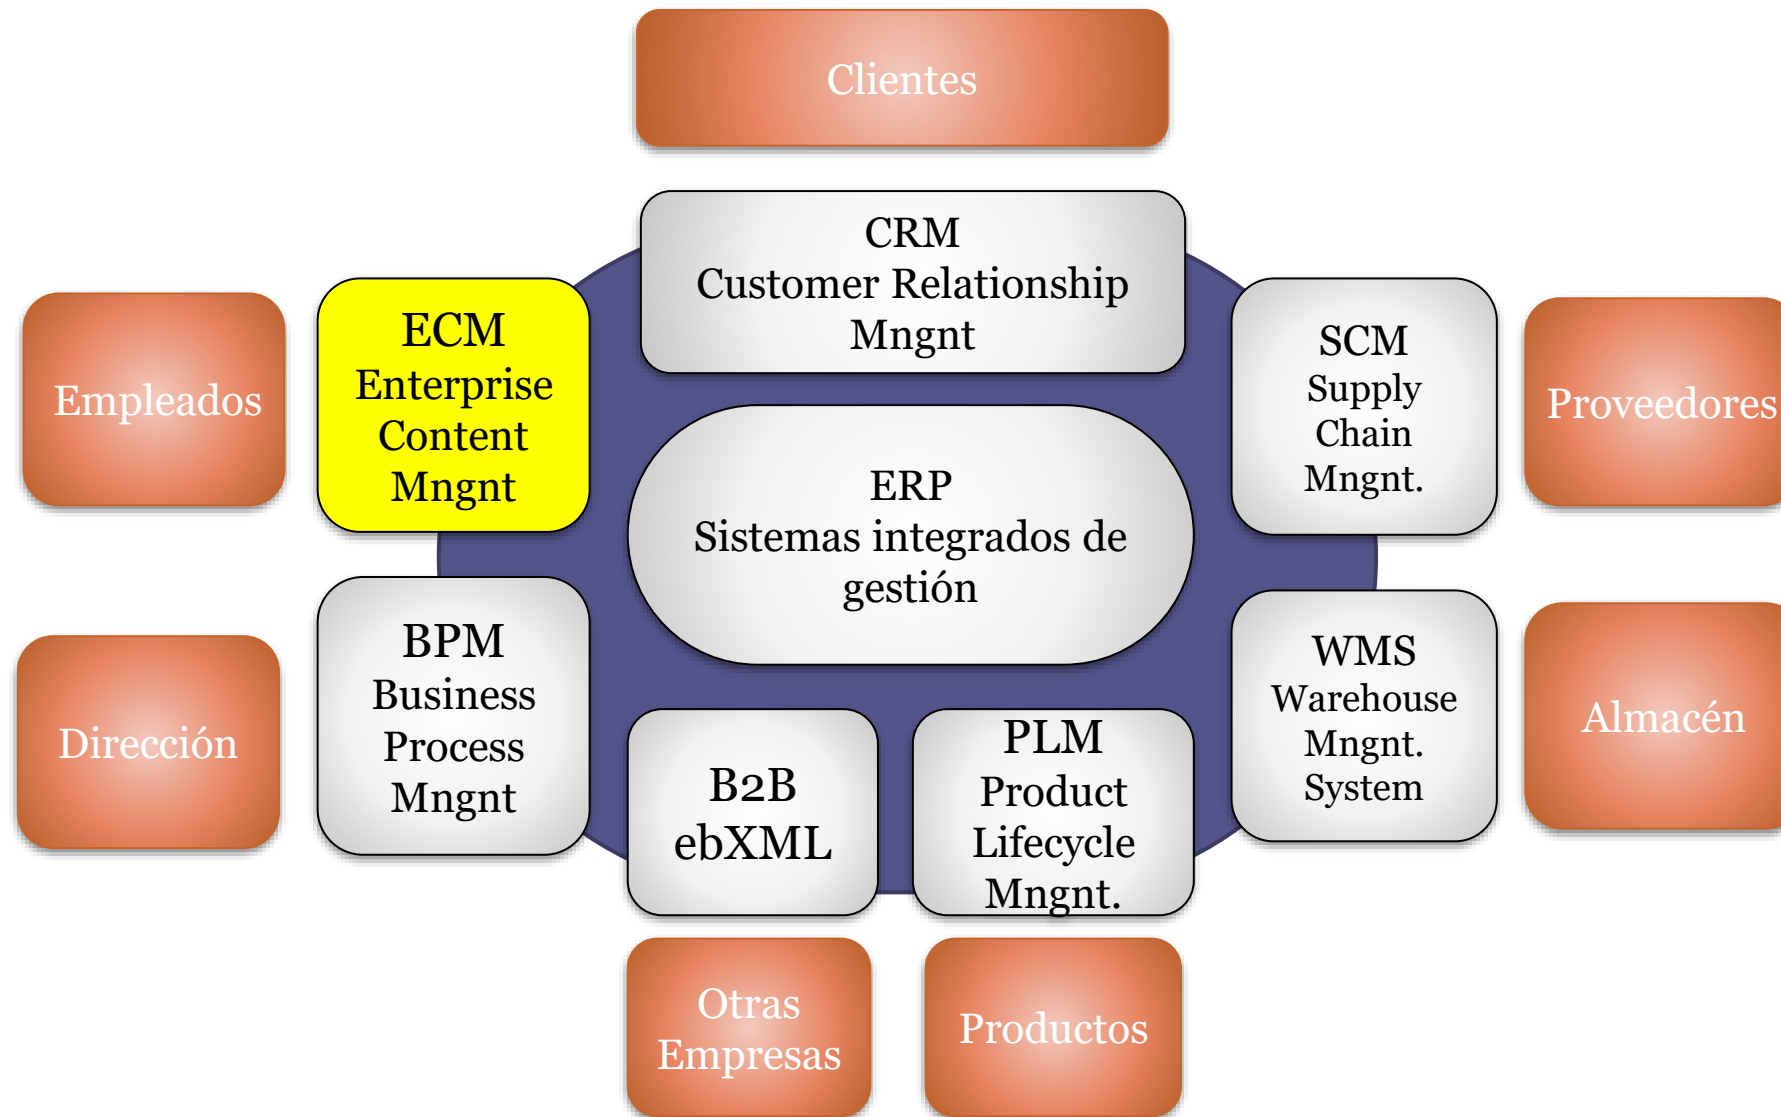 Clientes
CRM
Customer Relationship
Mngnt
Empleados
ECM
Enterprise
Content
Mngnt
SCM
Supply
Chain
Mngnt.
Proveedores
ERP
Sistemas integrados de
gestión
Dirección
BPM
Business
Process
Mngnt
B2B
ebXML
PLM
Product
Lifecycle
Mngnt.
WMS
Warehouse
Mngnt.
System
Almacén
Otras
Empresas
Productos